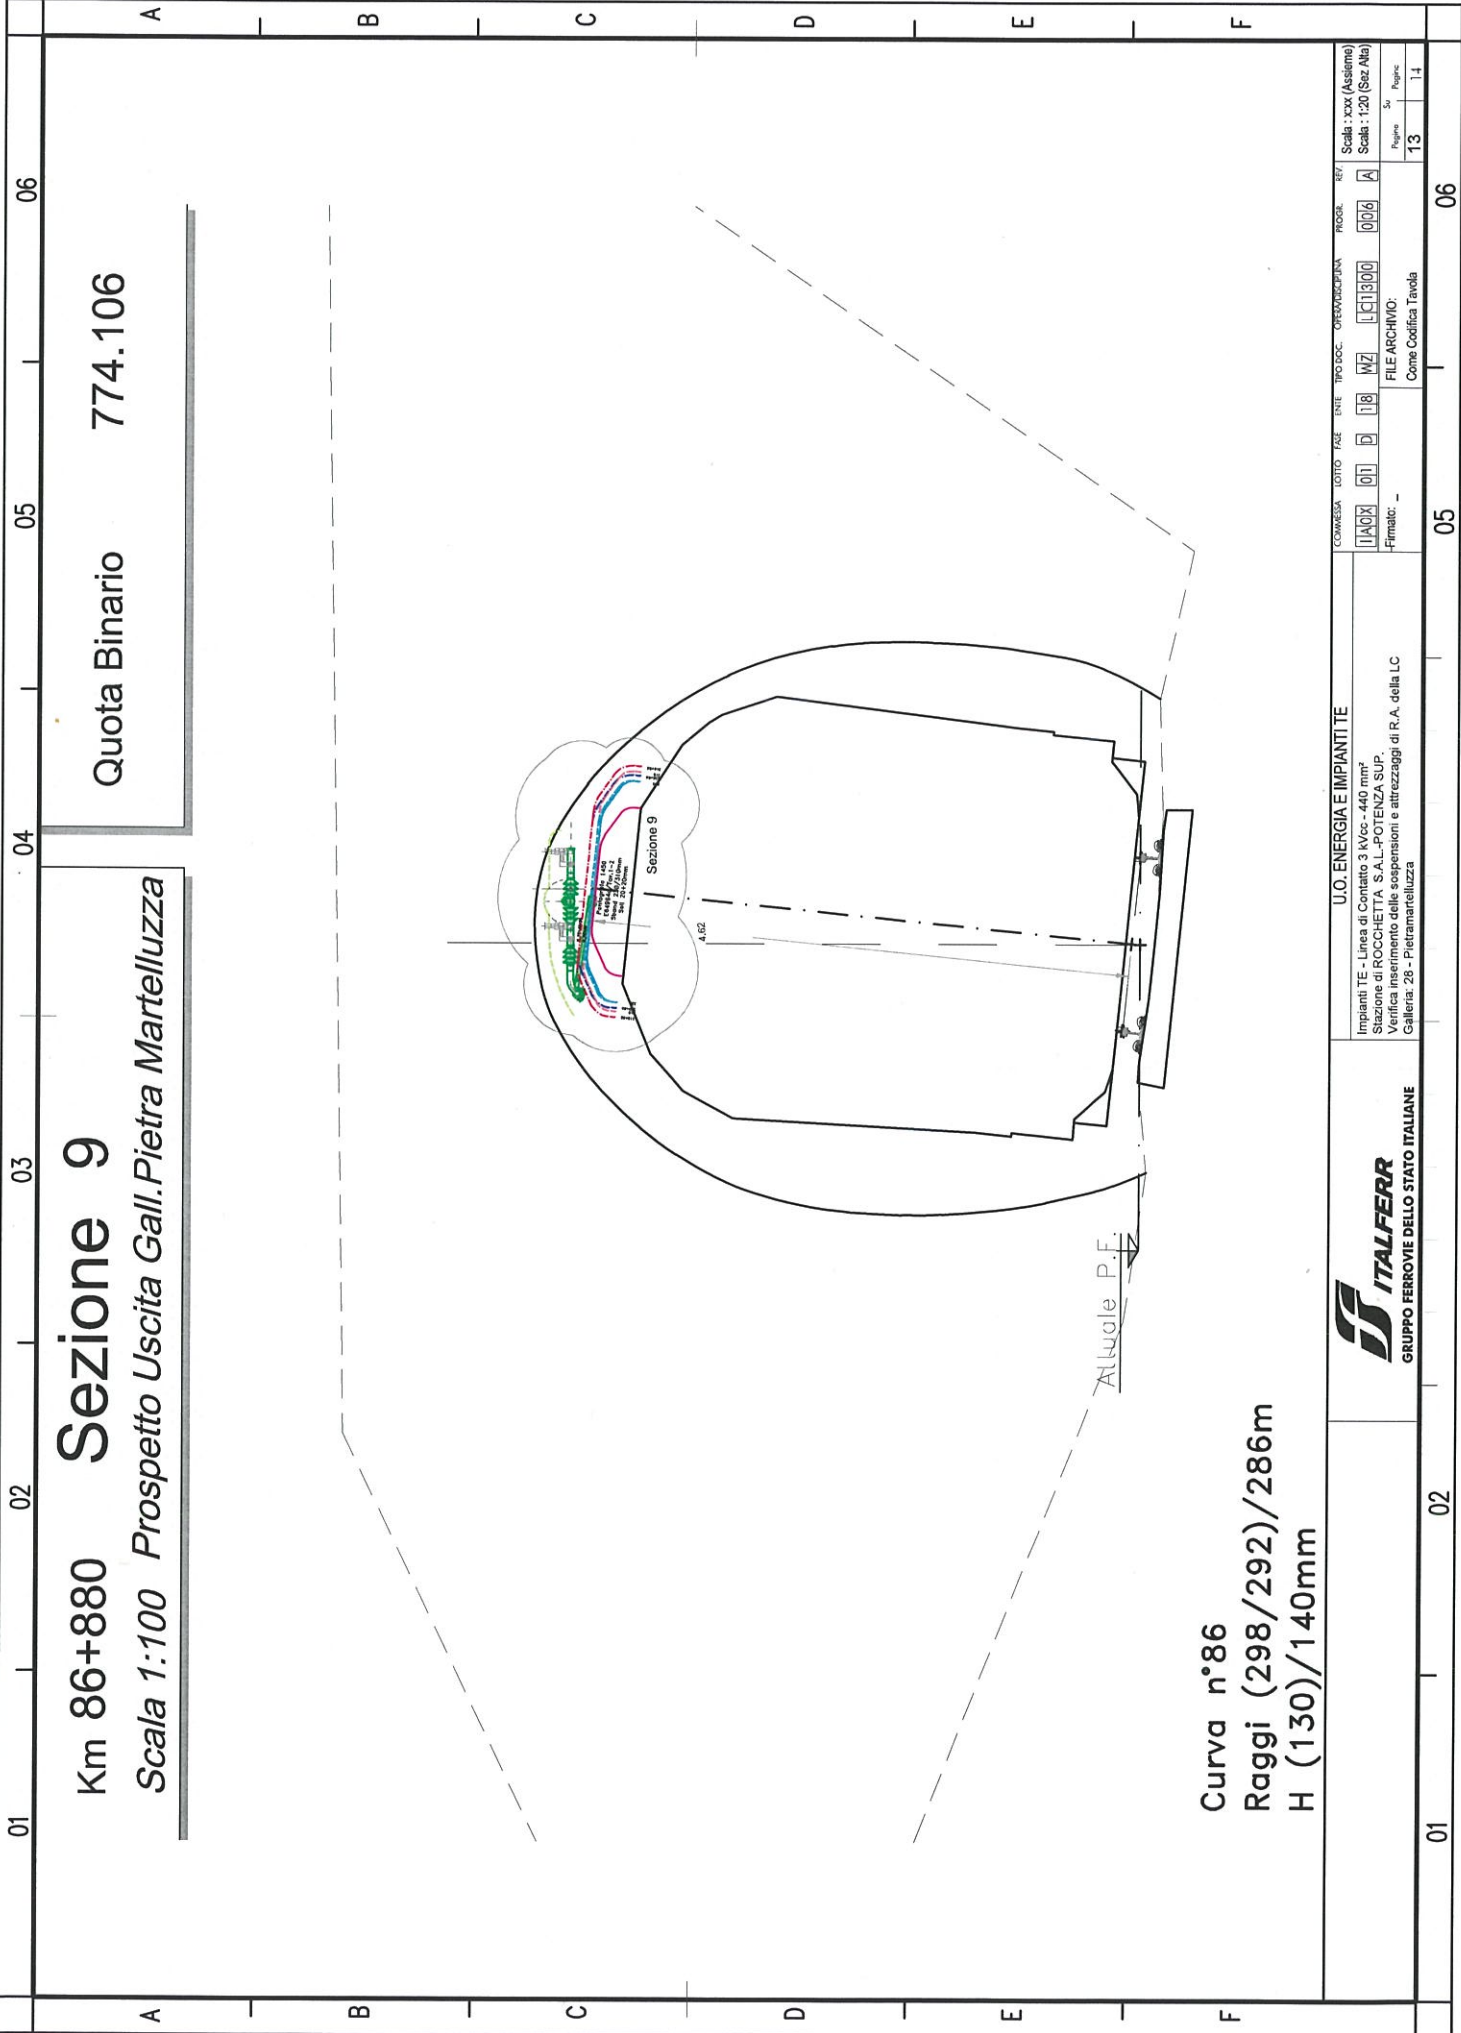 01 02 03 04 05 06
A
B
C
D
E
F
Km 86+880 Sezione 9
Scala 1:100 Prospetto Uscita Gall.Pietra Martelluzza
Quota Binario 774.106
Sezione 9
4.62
Attuale P.F.
Curva n°86
Raggi (298/292)/286m
H (130)/140mm
ITALFERR
GRUPPO FERROVIE DELLO STATO ITALIANE
U.O. ENERGIA E IMPIANTI TE
Impianti TE - Linea di Contatto 3 kVcc - 440 mm²
Stazione di ROCCHETTA S.A.L.-POTENZA SUP.
Verifica inserimento delle sospensioni e attrezzaggi di R.A. della LC
Galleria: 28 - Pietramartelluzza
COMMESSA LOTTO FASE ENTE TIPO DOC. OPERA/DISCIPLINA PROGR. REV.
IA0X 01 D 18 WZ LC1300 006 A
Firmato: _
FILE ARCHIVIO:
Come Codifica Tavola
Scala : xxx (Assieme)
Scala : 1:20 (Sez Alta)
Pagina Su Pagine
13 14
A
B
C
D
E
F
01 02 05 06